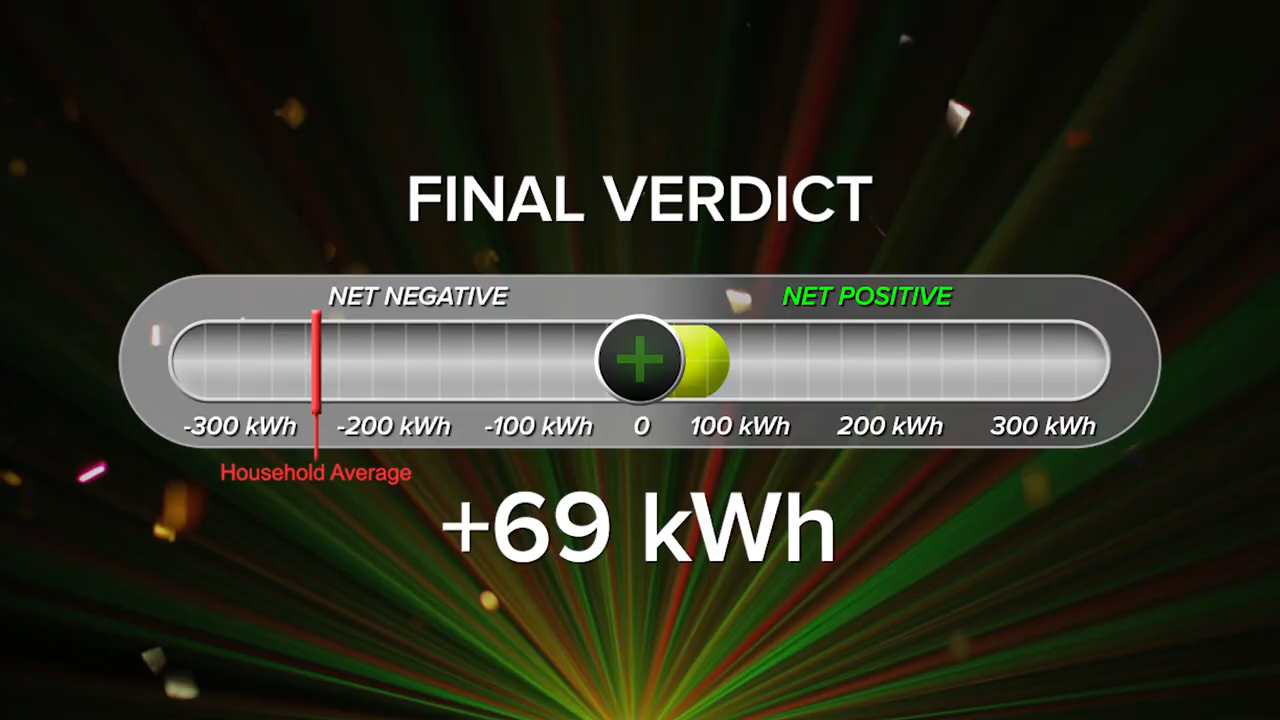 FINAL VERDICT
NET NEGATIVE NET POSITIVE
-300 kWh -200 kWh -100 kWh 0 100 kWh 200 kWh 300 kWh
Household Average
+69 kWh